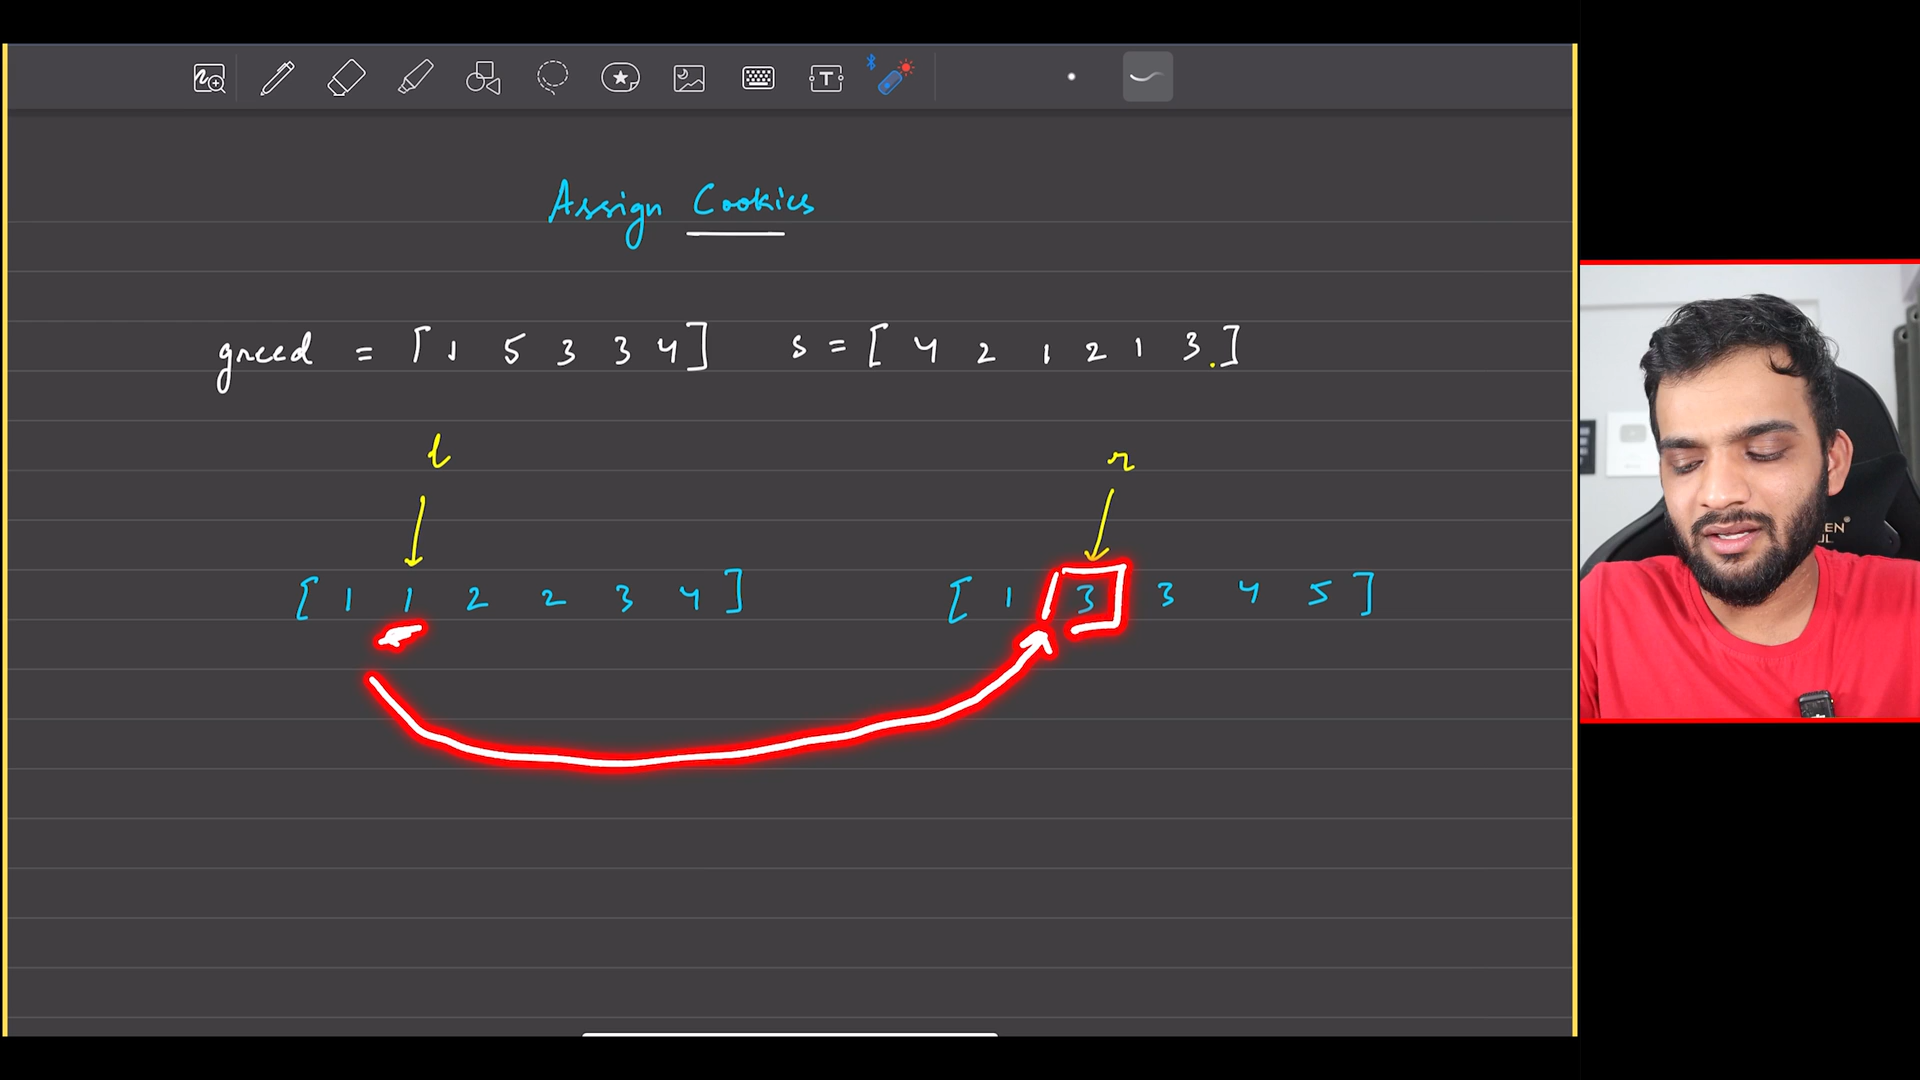 Assign Cookies
greed = [1 5 3 3 4] s = [4 2 1 2 1 3.]
l r
[1 1 2 2 3 4] [1 3 3 4 5]
T